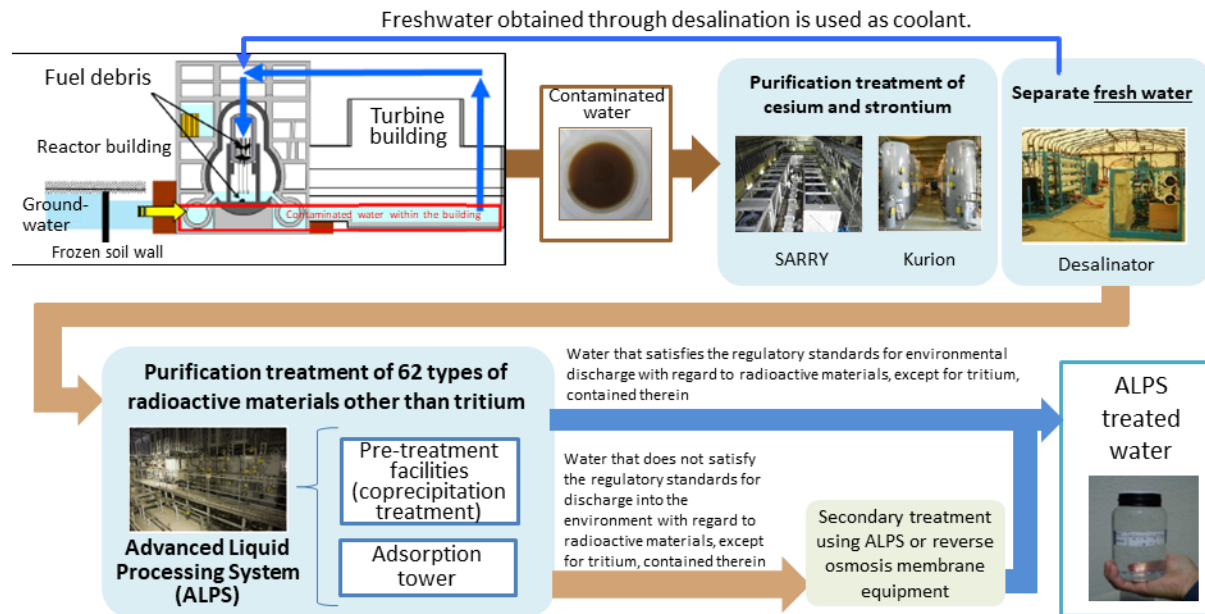 Freshwater obtained through desalination is used as coolant.
Fuel debris
Reactor building
Turbine
building
Ground-
water
Frozen soil wall
Contaminated water within the building
Contaminated
water
Purification treatment of
cesium and strontium
SARRY
Kurion
Separate fresh water
Desalinator
Purification treatment of 62 types of
radioactive materials other than tritium
Advanced Liquid
Processing System
(ALPS)
Pre-treatment
facilities
(coprecipitation
treatment)
Adsorption
tower
Water that satisfies the regulatory standards for environmental
discharge with regard to radioactive materials, except for tritium,
contained therein
Water that does not satisfy
the regulatory standards for
discharge into the
environment with regard to
radioactive materials, except
for tritium, contained therein
Secondary treatment
using ALPS or reverse
osmosis membrane
equipment
ALPS
treated
water